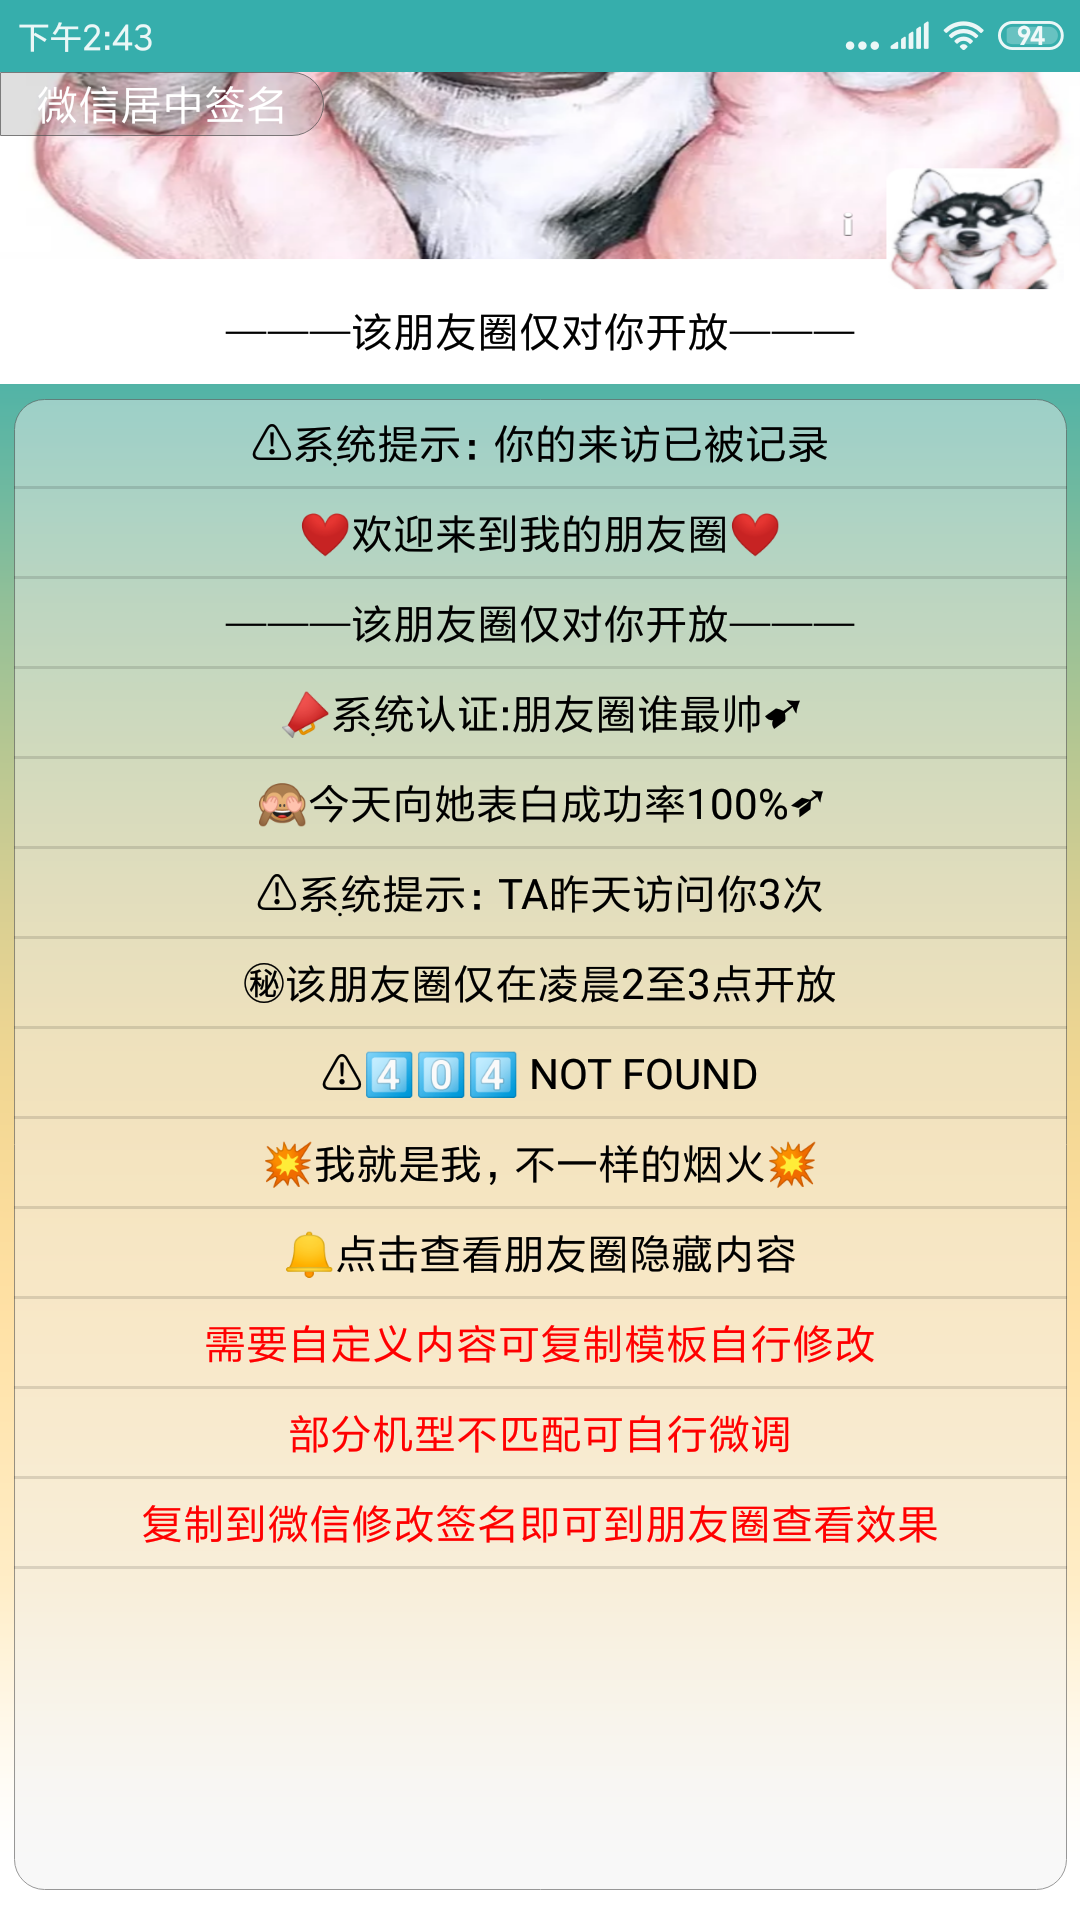 下午2:43
94
微信居中签名
i
———该朋友圈仅对你开放———
⚠系统提示：你的来访已被记录
❤️欢迎来到我的朋友圈❤️
———该朋友圈仅对你开放———
📣系统认证:朋友圈谁最帅➹
🙈今天向她表白成功率100%➹
⚠系统提示：TA昨天访问你3次
㊙该朋友圈仅在凌晨2至3点开放
⚠4️⃣0️⃣4️⃣ NOT FOUND
💥我就是我，不一样的烟火💥
🔔点击查看朋友圈隐藏内容
需要自定义内容可复制模板自行修改
部分机型不匹配可自行微调
复制到微信修改签名即可到朋友圈查看效果